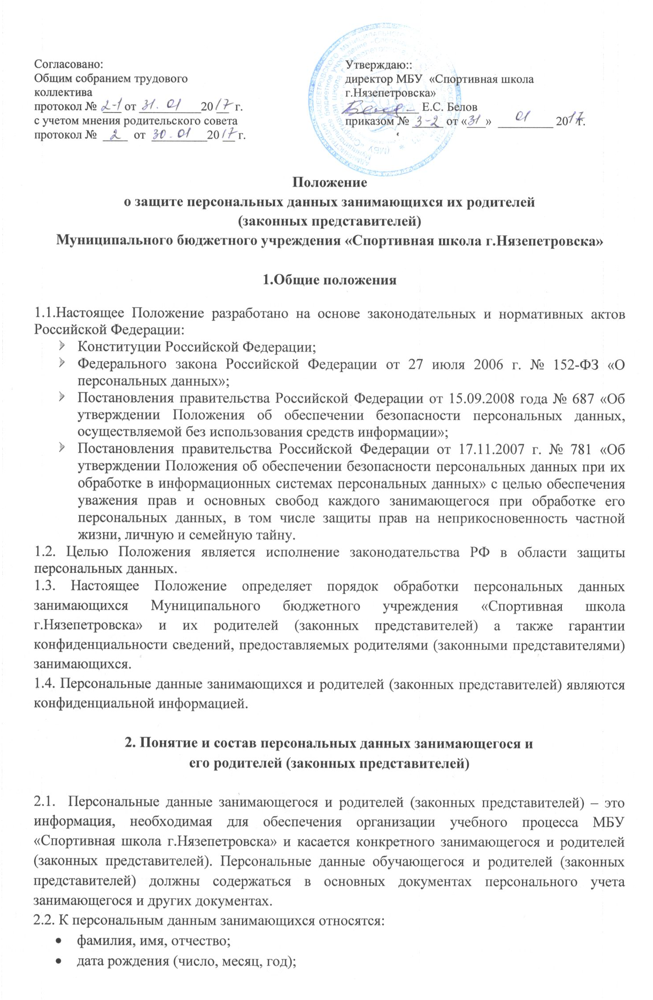 Согласовано:
Общим собранием трудового
коллектива
протокол № 2-1 от 31. 01 2017 г.
с учетом мнения родительского совета
протокол № 2 от 30.01 2017 г.
Утверждаю::
директор МБУ «Спортивная школа
г.Нязепетровска»
Е.С. Белов
приказом № 3-2 от «31» 01 2017г.
Положение
о защите персональных данных занимающихся их родителей
(законных представителей)
Муниципального бюджетного учреждения «Спортивная школа г.Нязепетровска»
1.Общие положения
1.1.Настоящее Положение разработано на основе законодательных и нормативных актов
Российской Федерации:
Конституции Российской Федерации;
Федерального закона Российской Федерации от 27 июля 2006 г. № 152-ФЗ «О
персональных данных»;
Постановления правительства Российской Федерации от 15.09.2008 года № 687 «Об
утверждении Положения об обеспечении безопасности персональных данных,
осуществляемой без использования средств информации»;
Постановления правительства Российской Федерации от 17.11.2007 г. № 781 «Об
утверждении Положения об обеспечении безопасности персональных данных при их
обработке в информационных системах персональных данных» с целью обеспечения
уважения прав и основных свобод каждого занимающегося при обработке его
персональных данных, в том числе защиты прав на неприкосновенность частной
жизни, личную и семейную тайну.
1.2. Целью Положения является исполнение законодательства РФ в области защиты
персональных данных.
1.3. Настоящее Положение определяет порядок обработки персональных данных
занимающихся Муниципального бюджетного учреждения «Спортивная школа
г.Нязепетровска» и их родителей (законных представителей) а также гарантии
конфиденциальности сведений, предоставляемых родителями (законными представителями)
занимающихся.
1.4. Персональные данные занимающихся и родителей (законных представителей) являются
конфиденциальной информацией.
2. Понятие и состав персональных данных занимающегося и
его родителей (законных представителей)
2.1. Персональные данные занимающегося и родителей (законных представителей) – это
информация, необходимая для обеспечения организации учебного процесса МБУ
«Спортивная школа г.Нязепетровска» и касается конкретного занимающегося и родителей
(законных представителей). Персональные данные обучающегося и родителей (законных
представителей) должны содержаться в основных документах персонального учета
занимающегося и других документах.
2.2. К персональным данным занимающихся относятся:
• фамилия, имя, отчество;
• дата рождения (число, месяц, год);